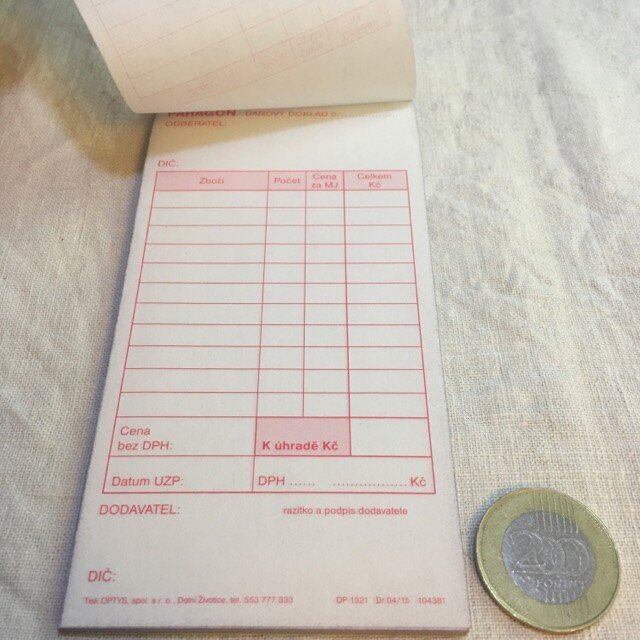 PARAGON - DAŇOVÝ DOKLAD č.
ODBĚRATEL:
DIČ:
Zboží Počet Cena za MJ Celkem Kč
Cena bez DPH: K úhradě Kč
Datum UZP: DPH ...... ................. Kč
DODAVATEL: razítko a podpis dodavatele
DIČ:
Tisk OPTYS, spol. s r. o., Dolní Životice, tel. 553 777 333 OP 1321 Dr 04/15 104381
200
FORINT